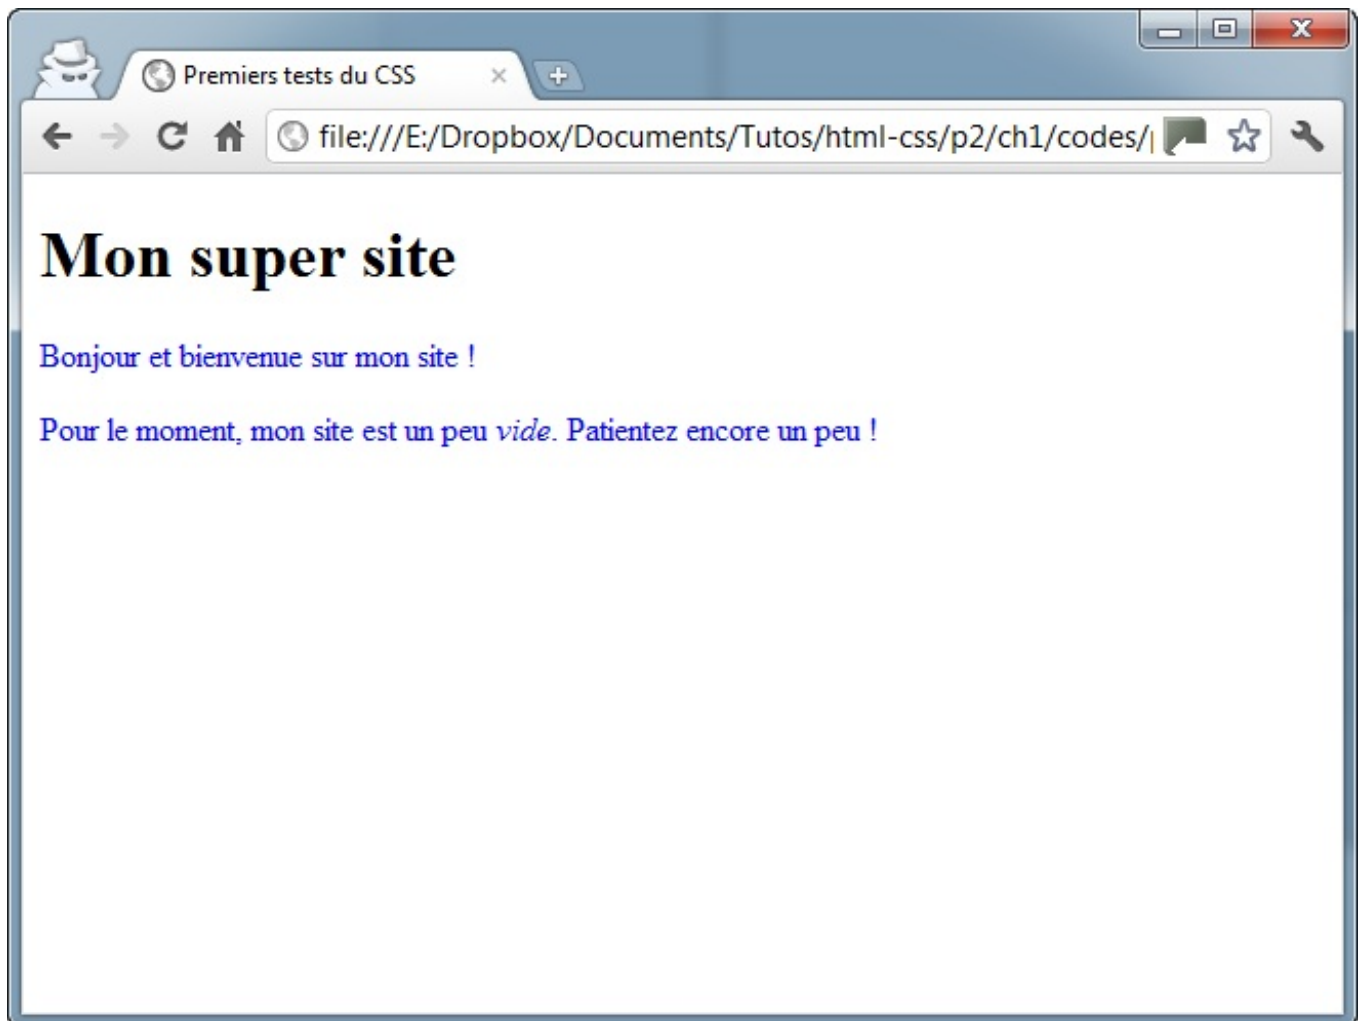 Premiers tests du CSS
file:///E:/Dropbox/Documents/Tutos/html-css/p2/ch1/codes/
Mon super site
Bonjour et bienvenue sur mon site !
Pour le moment, mon site est un peu vide. Patientez encore un peu !